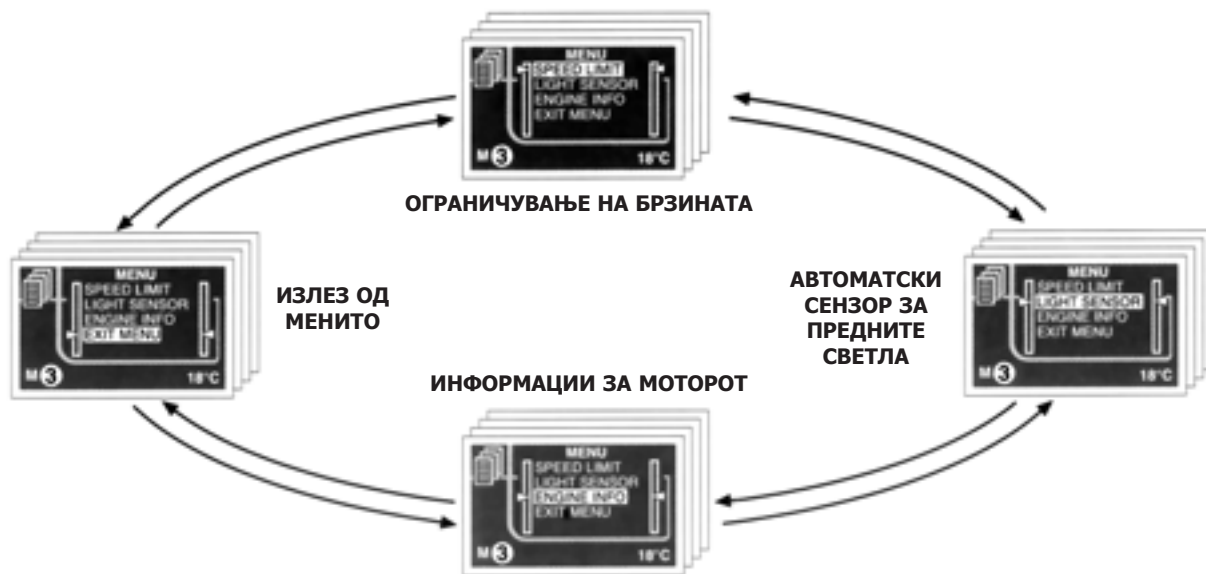 MENU
SPEED LIMIT
LIGHT SENSOR
ENGINE INFO
EXIT MENU
M 3 18°C
ОГРАНИЧУВАЊЕ НА БРЗИНАТА
MENU
SPEED LIMIT
LIGHT SENSOR
ENGINE INFO
EXIT MENU
M 3 18°C
ИЗЛЕЗ ОД
МЕНИТО
АВТОМАТСКИ
СЕНЗОР ЗА
ПРЕДНИТЕ
СВЕТЛА
MENU
SPEED LIMIT
LIGHT SENSOR
ENGINE INFO
EXIT MENU
M 3 18°C
ИНФОРМАЦИИ ЗА МОТОРОТ
MENU
SPEED LIMIT
LIGHT SENSOR
ENGINE INFO
EXIT MENU
M 3 18°C